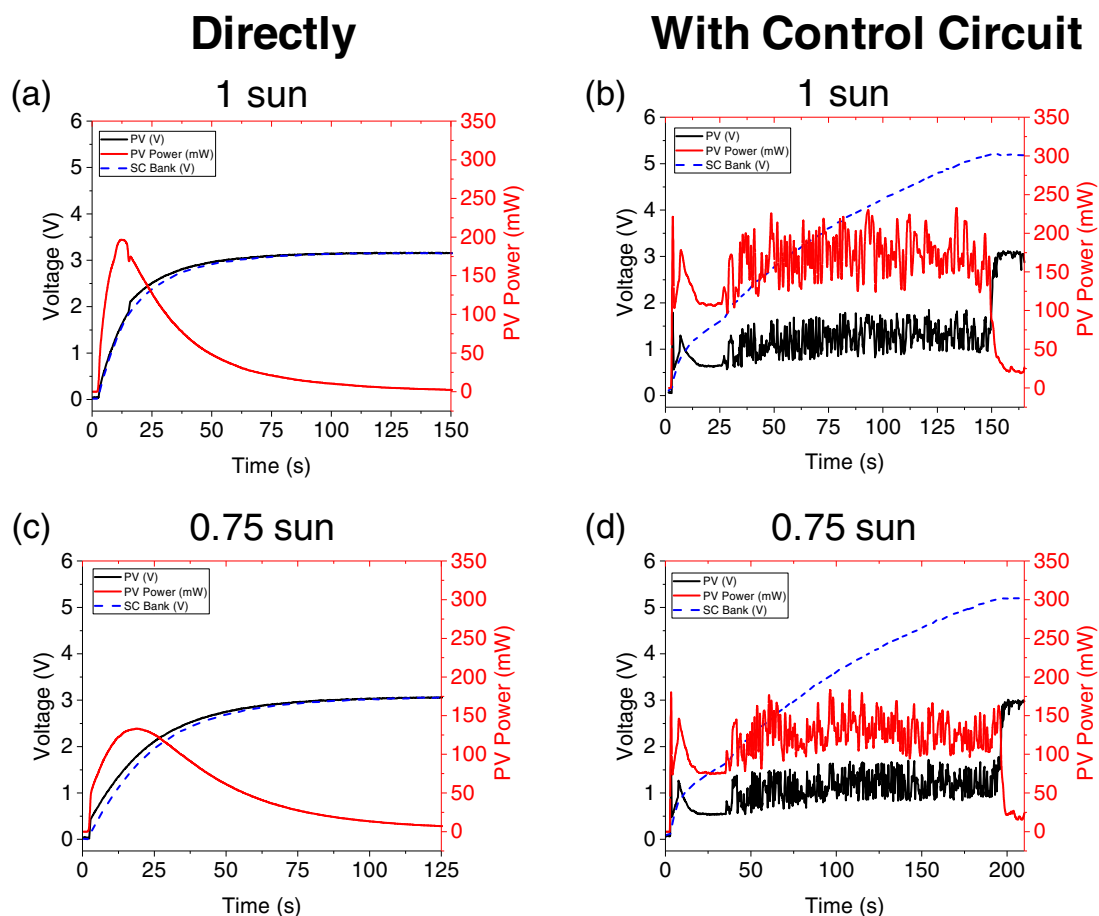 Directly
With Control Circuit
(a)
1 sun
PV (V)
PV Power (mW)
SC Bank (V)
6
5
4
3
2
1
0
Voltage (V)
350
300
250
200
150
100
50
0
PV Power (mW)
0 25 50 75 100 125 150
Time (s)
(b)
1 sun
PV (V)
PV Power (mW)
SC Bank (V)
6
5
4
3
2
1
0
Voltage (V)
350
300
250
200
150
100
50
0
PV Power (mW)
0 25 50 75 100 125 150
Time (s)
(c)
0.75 sun
PV (V)
PV Power (mW)
SC Bank (V)
6
5
4
3
2
1
0
Voltage (V)
350
300
250
200
150
100
50
0
PV Power (mW)
0 25 50 75 100 125
Time (s)
(d)
0.75 sun
PV (V)
PV Power (mW)
SC Bank (V)
6
5
4
3
2
1
0
Voltage (V)
350
300
250
200
150
100
50
0
PV Power (mW)
0 50 100 150 200
Time (s)